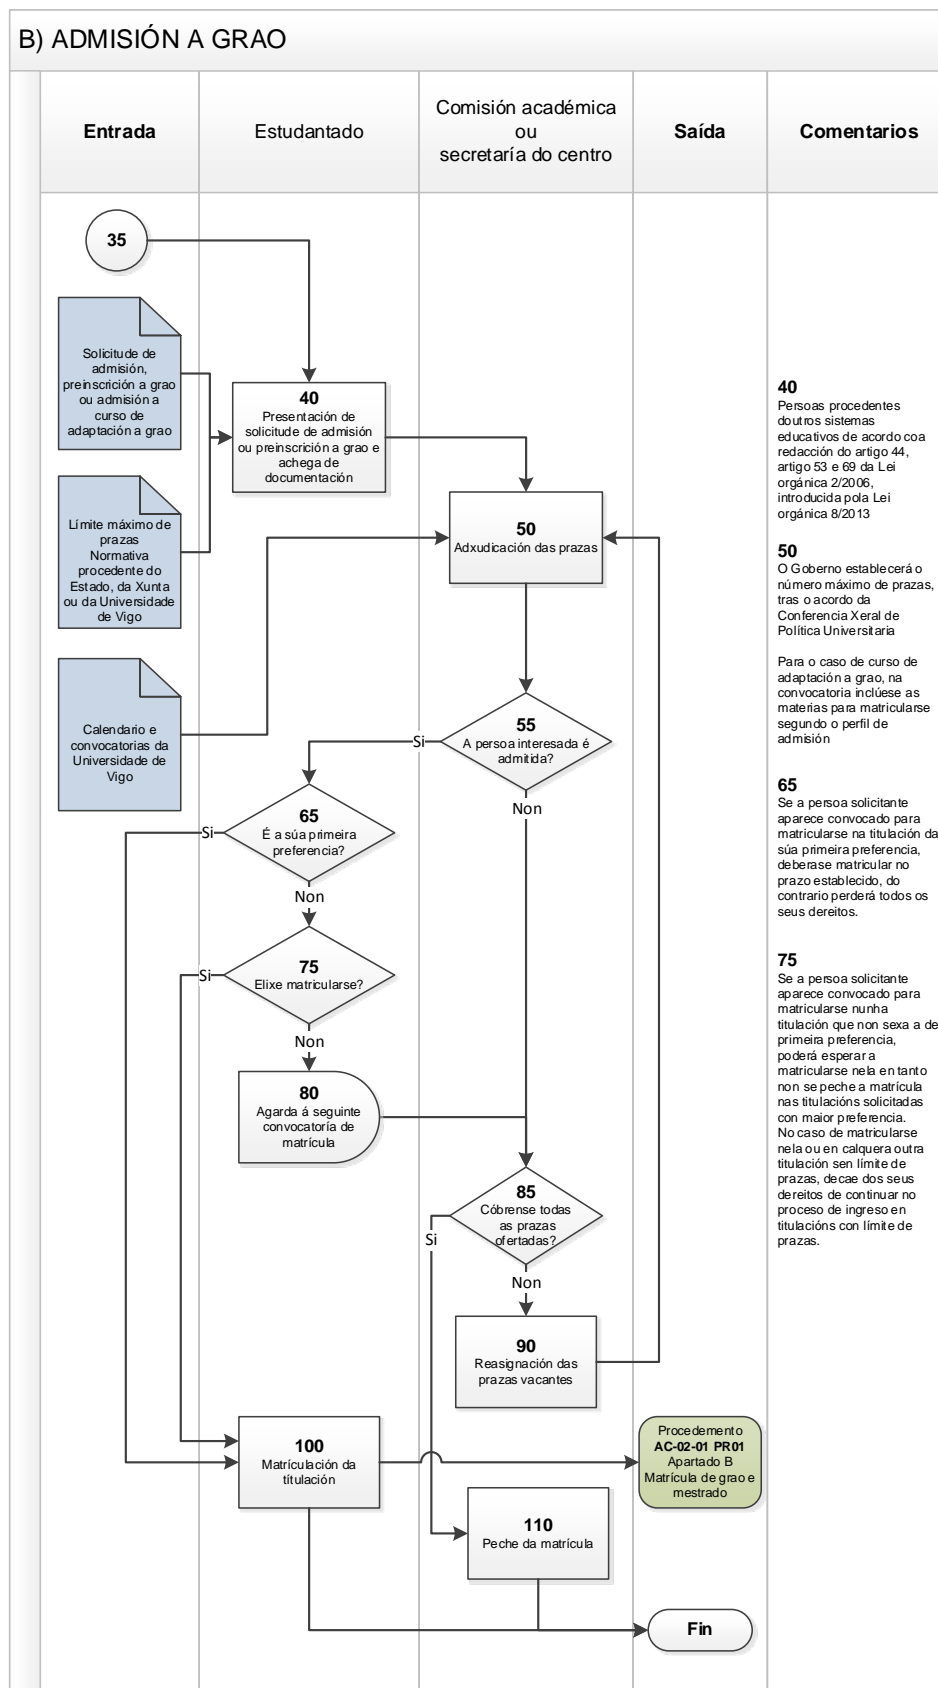 B) ADMISIÓN A GRAO
Entrada
Estudantado
Comisión académica
ou
secretaría do centro
Saída
Comentarios
35
Solicitude de
admisión,
preinscrición a grao
ou admisión a
curso de
adaptación a grao
40
Presentación de
solicitude de admisión
ou preinscrición a grao e
achega de
documentación
Límite máximo de
prazas
Normativa
procedente do
Estado, da Xunta
ou da Universidade
de Vigo
50
Adxudicación das prazas
Calendario e
convocatorias da
Universidade de
Vigo
55
A persoa interesada é
admitida?
Si
Non
65
É a súa primeira
preferencia?
Si
Non
75
Elixe matricularse?
Si
Non
80
Agarda á seguinte
convocatoría de
matrícula
85
Cóbrense todas
as prazas
ofertadas?
Si
Non
90
Reasignación das
prazas vacantes
100
Matrículación da
títulación
Procedemento
AC-02-01 PR01
Apartado B
Matrícula de grao e
mestrado
110
Peche da matrícula
Fin
40
Persoas procedentes
doutros sistemas
educativos de acordo coa
redacción do artigo 44,
artigo 53 e 69 da Lei
orgánica 2/2006,
introducida pola Lei
orgánica 8/2013
50
O Goberno establecerá o
número máximo de prazas,
tras o acordo da
Conferencia Xeral de
Política Universitaria
Para o caso de curso de
adaptación a grao, na
convocatoria inclúese as
materias para matricularse
segundo o perfil de
admisión
65
Se a persoa solicitante
aparece convocado para
matricularse na titulación da
súa primeira preferencia,
deberase matricular no
prazo establecido, do
contrario perderá todos os
seus dereitos.
75
Se a persoa solicitante
aparece convocado para
matricularse nunha
titulación que non sexa a de
primeira preferencia,
poderá esperar a
matricularse nela en tanto
non se peche a matrícula
nas titulacións solicitadas
con maior preferencia.
No caso de matricularse
nela ou en calquera outra
titulación sen límite de
prazas, decae dos seus
dereitos de continuar no
proceso de ingreso en
titulacións con límite de
prazas.